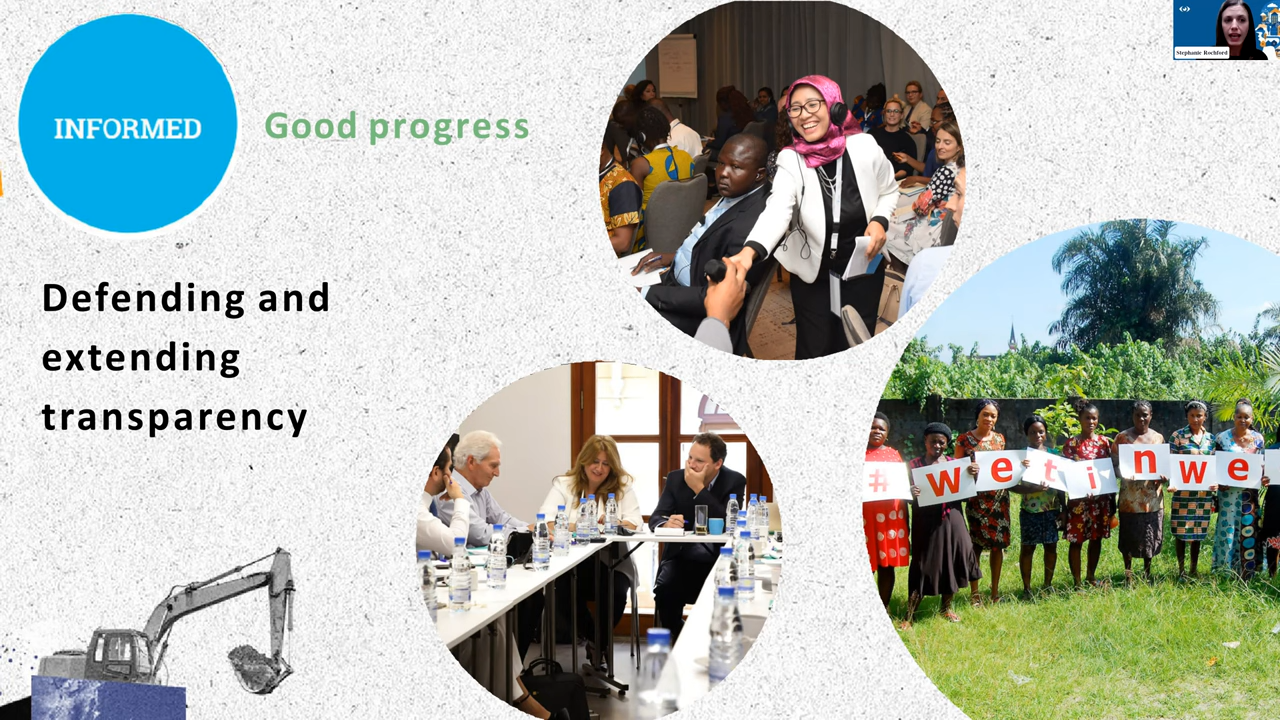 INFORMED
Good progress
Defending and
extending
transparency
Stephanie Rochford
# w e t i n w e